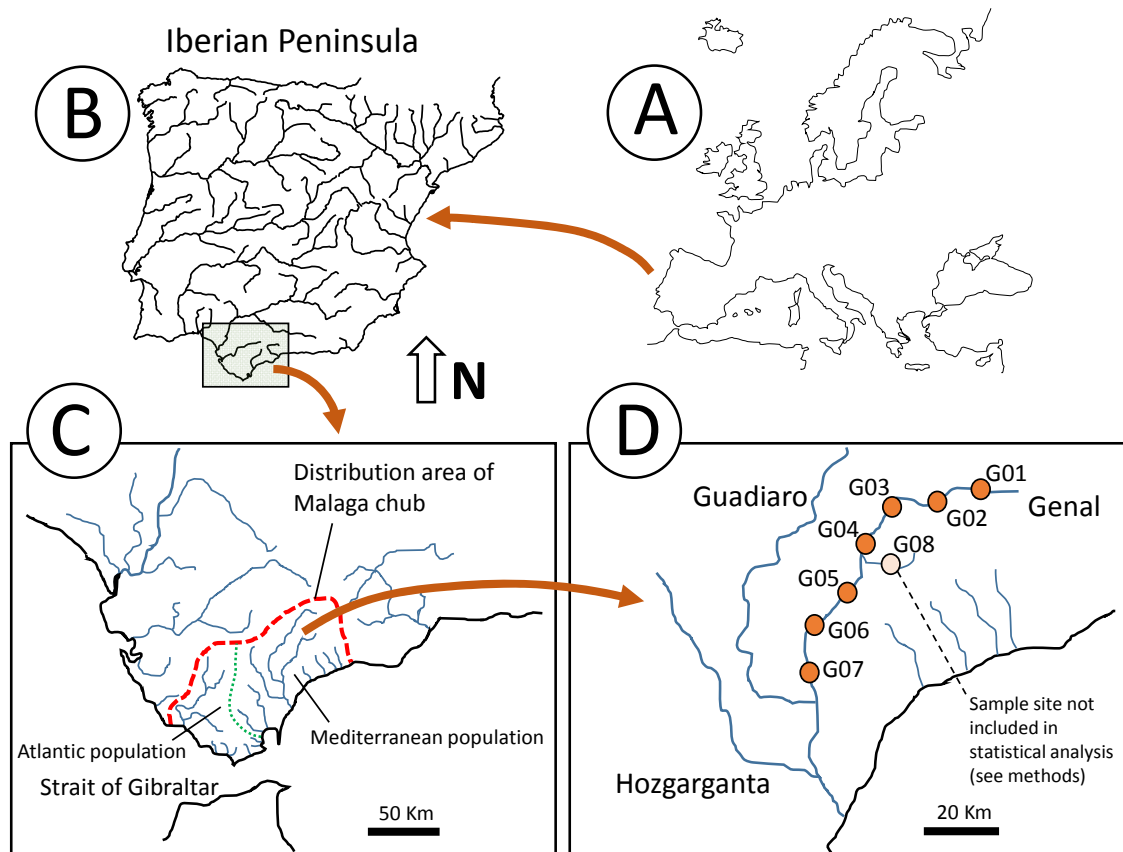 Iberian Peninsula
B
A
N
C
Distribution area of
Malaga chub
Atlantic population
Mediterranean population
Strait of Gibraltar
50 Km
D
Guadiaro
G03
G01
G02
Genal
G04
G08
G05
G06
G07
Sample site not
included in
statistical analysis
(see methods)
Hozgarganta
20 Km